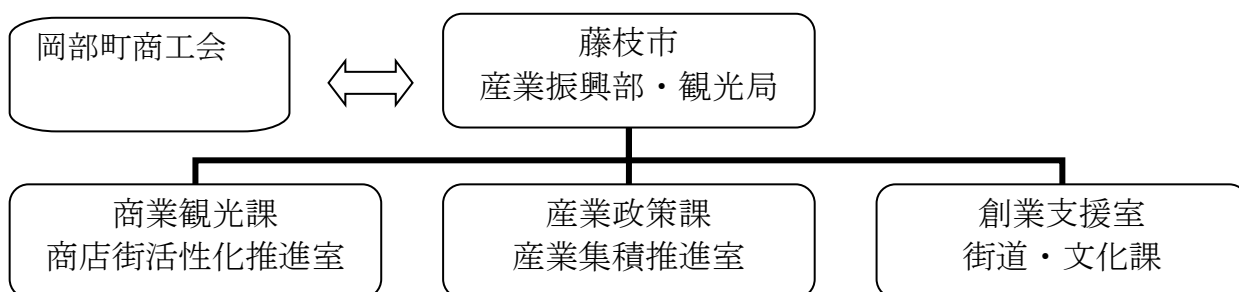 岡部町商工会
藤枝市
産業振興部・観光局
商業観光課
商店街活性化推進室
産業政策課
産業集積推進室
創業支援室
街道・文化課